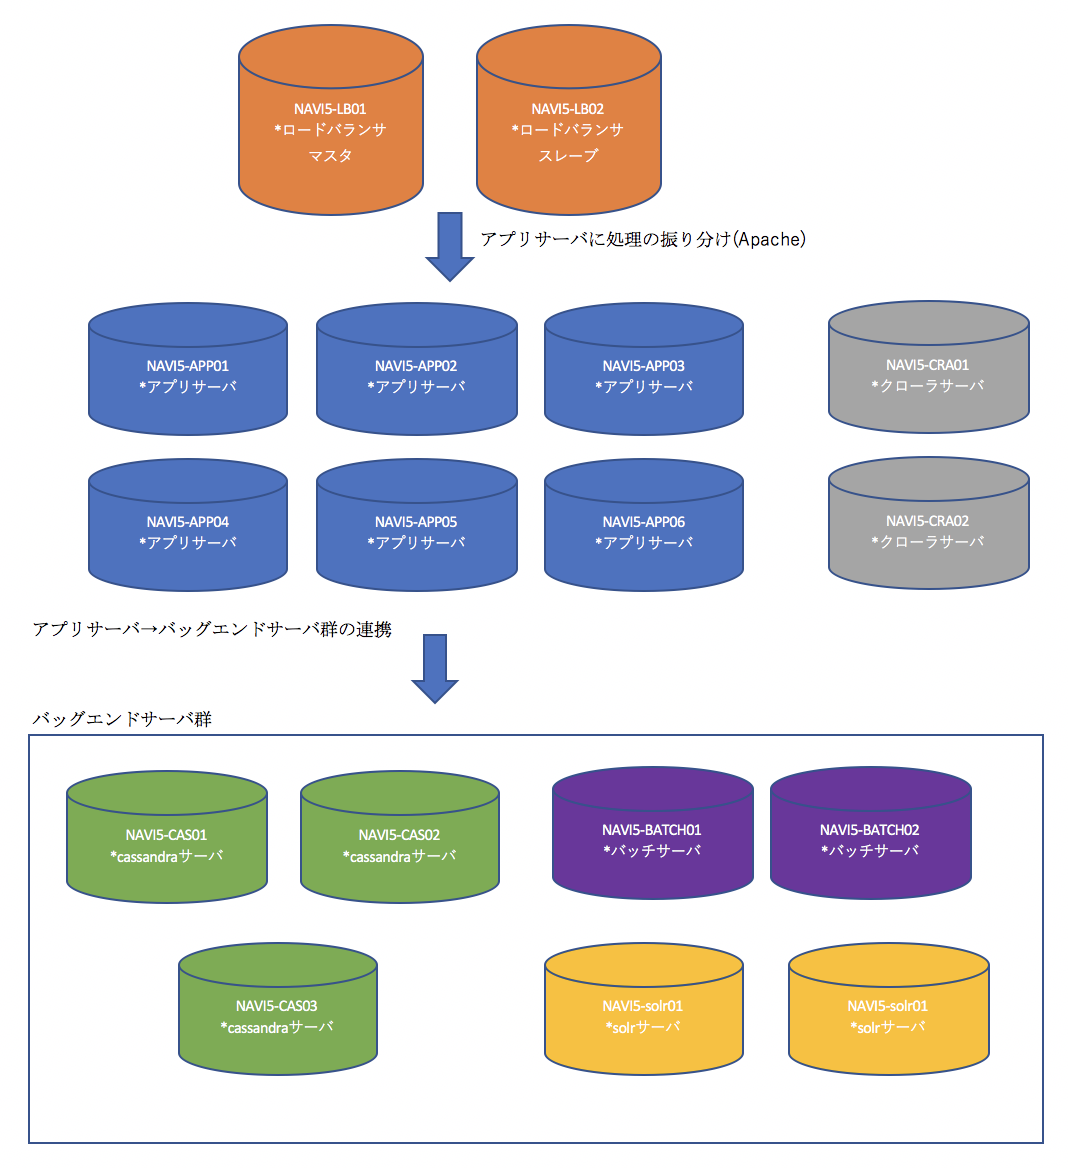 NAVI5-LB01
*ロードバランサ
マスタ
NAVI5-LB02
*ロードバランサ
スレーブ
アプリサーバに処理の振り分け(Apache)
NAVI5-APP01
*アプリサーバ
NAVI5-APP02
*アプリサーバ
NAVI5-APP03
*アプリサーバ
NAVI5-CRA01
*クローラサーバ
NAVI5-APP04
*アプリサーバ
NAVI5-APP05
*アプリサーバ
NAVI5-APP06
*アプリサーバ
NAVI5-CRA02
*クローラサーバ
アプリサーバ→バッグエンドサーバ群の連携
バッグエンドサーバ群
NAVI5-CAS01
*cassandraサーバ
NAVI5-CAS02
*cassandraサーバ
NAVI5-BATCH01
*バッチサーバ
NAVI5-BATCH02
*バッチサーバ
NAVI5-CAS03
*cassandraサーバ
NAVI5-solr01
*solrサーバ
NAVI5-solr01
*solrサーバ